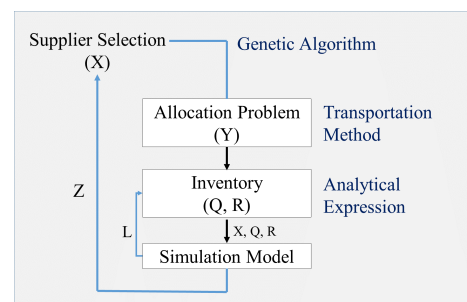 Supplier Selection
(X)
Genetic Algorithm
Allocation Problem
(Y)
Transportation
Method
Z
Inventory
(Q, R)
Analytical
Expression
L
X, Q, R
Simulation Model